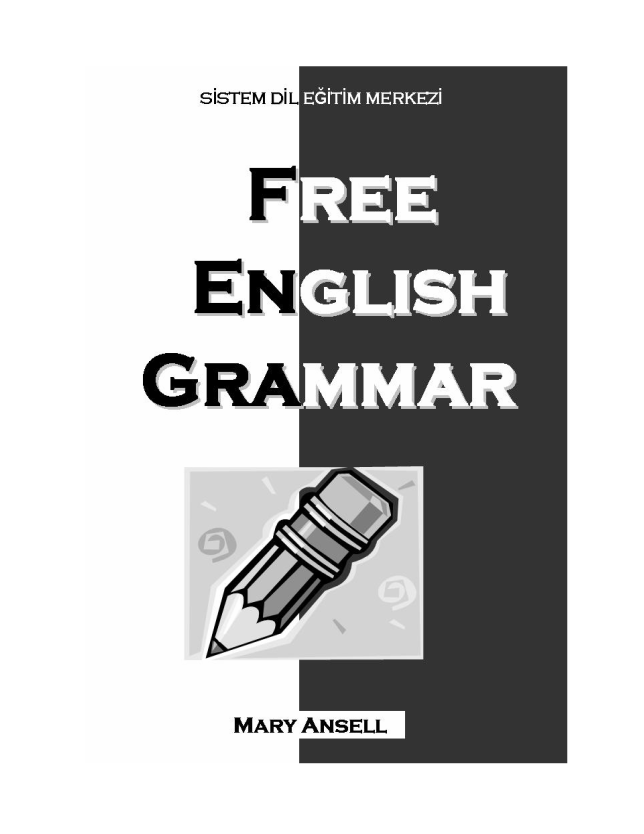 SİSTEM DİL EĞİTİM MERKEZİ
FREE
ENGLISH
GRAMMAR
MARY ANSELL